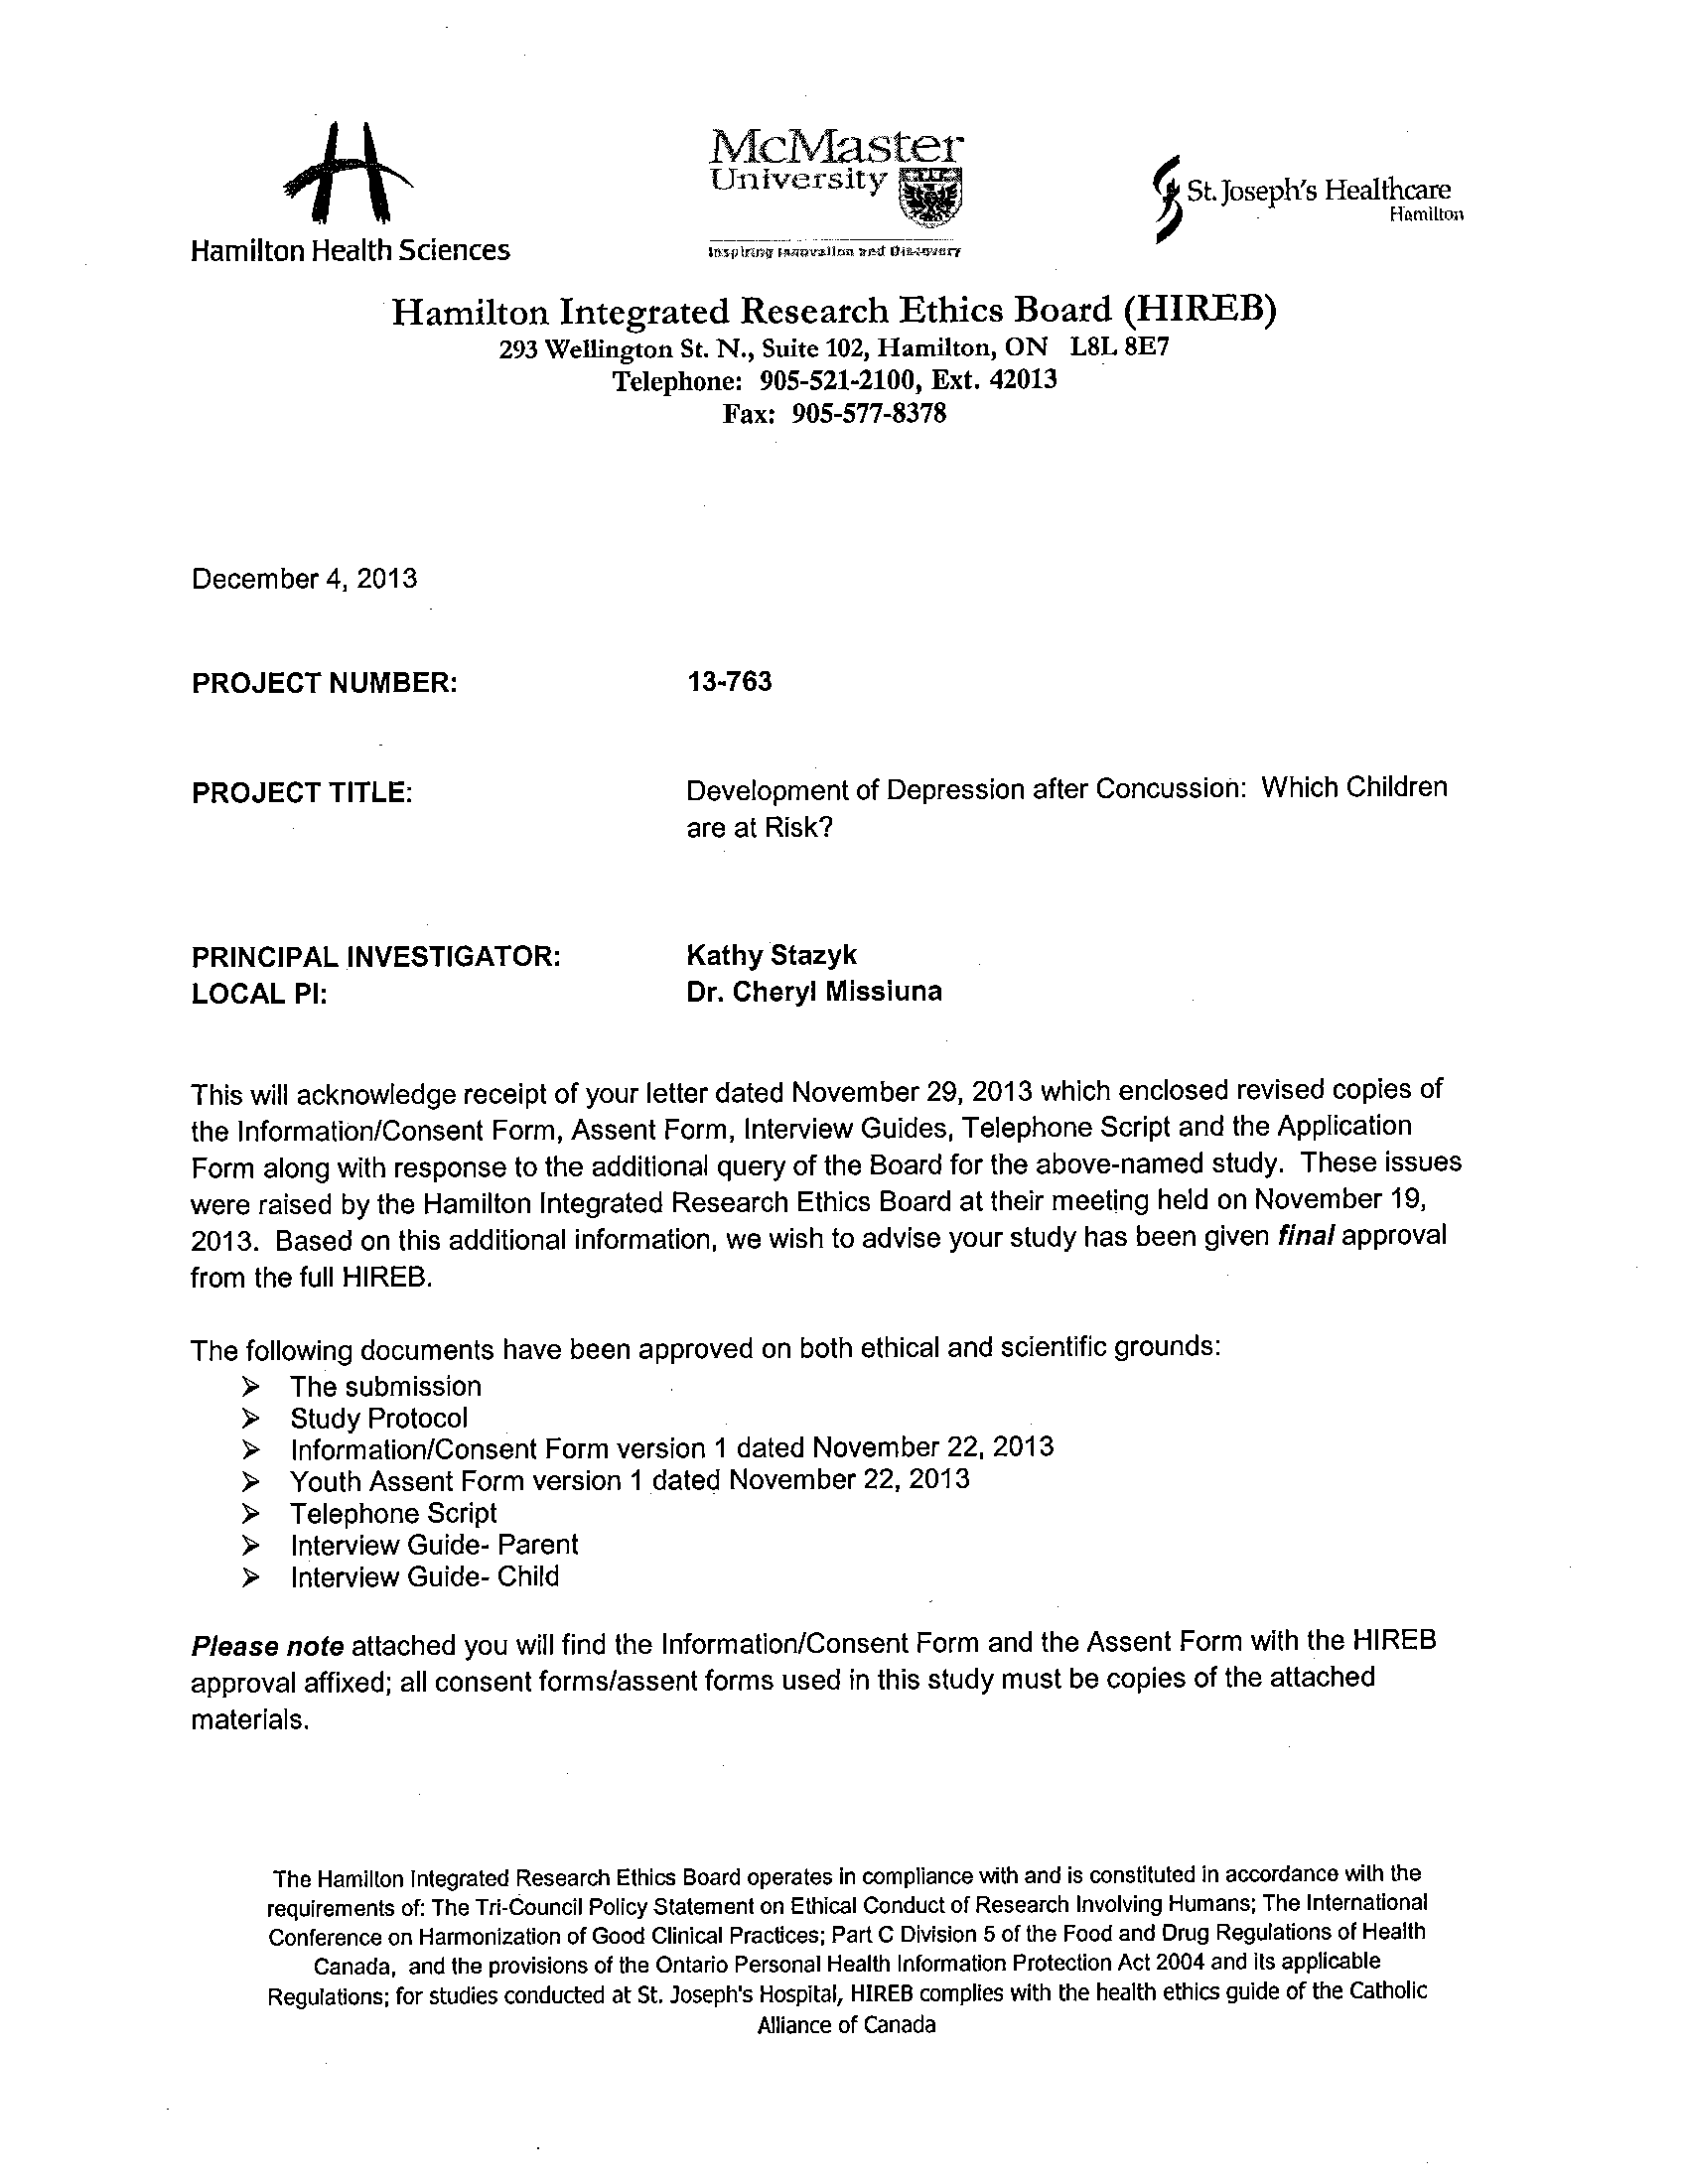 Hamilton Health Sciences
McMaster
University
Inspiring Innovation and Discovery
St. Joseph's Healthcare
Hamilton
Hamilton Integrated Research Ethics Board (HIREB)
293 Wellington St. N., Suite 102, Hamilton, ON L8L 8E7
Telephone: 905-521-2100, Ext. 42013
Fax: 905-577-8378
December 4, 2013
PROJECT NUMBER: 13-763
PROJECT TITLE: Development of Depression after Concussion: Which Children
are at Risk?
PRINCIPAL INVESTIGATOR: Kathy Stazyk
LOCAL PI: Dr. Cheryl Missiuna
This will acknowledge receipt of your letter dated November 29, 2013 which enclosed revised copies of
the Information/Consent Form, Assent Form, Interview Guides, Telephone Script and the Application
Form along with response to the additional query of the Board for the above-named study. These issues
were raised by the Hamilton Integrated Research Ethics Board at their meeting held on November 19,
2013. Based on this additional information, we wish to advise your study has been given final approval
from the full HIREB.
The following documents have been approved on both ethical and scientific grounds:
➢ The submission
➢ Study Protocol
➢ Information/Consent Form version 1 dated November 22, 2013
➢ Youth Assent Form version 1 dated November 22, 2013
➢ Telephone Script
➢ Interview Guide- Parent
➢ Interview Guide- Child
Please note attached you will find the Information/Consent Form and the Assent Form with the HIREB
approval affixed; all consent forms/assent forms used in this study must be copies of the attached
materials.
The Hamilton Integrated Research Ethics Board operates in compliance with and is constituted in accordance with the
requirements of: The Tri-Council Policy Statement on Ethical Conduct of Research Involving Humans; The International
Conference on Harmonization of Good Clinical Practices; Part C Division 5 of the Food and Drug Regulations of Health
Canada, and the provisions of the Ontario Personal Health Information Protection Act 2004 and its applicable
Regulations; for studies conducted at St. Joseph's Hospital, HIREB complies with the health ethics guide of the Catholic
Alliance of Canada